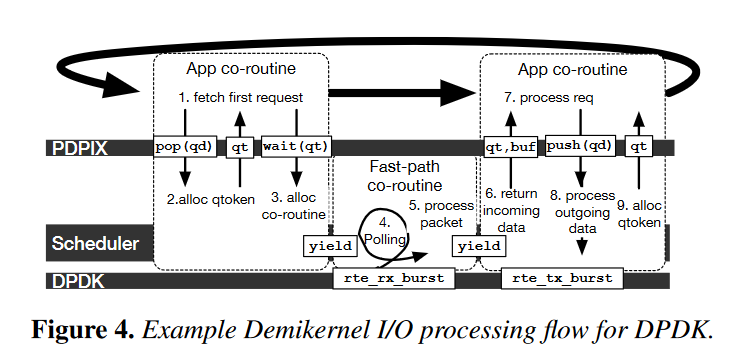 App co-routine
1. fetch first request
App co-routine
7. process req
PDPIX
pop(qd)
qt
wait(qt)
qt,buf
push(qd)
qt
2.alloc qtoken
3. alloc
co-routine
Fast-path
co-routine
4.
Polling
5. process
packet
6. return
incoming
data
8. process
outgoing
data
9. alloc
qtoken
Scheduler
yield
yield
DPDK
rte_rx_burst
rte_tx_burst
Figure 4. Example Demikernel I/O processing flow for DPDK.